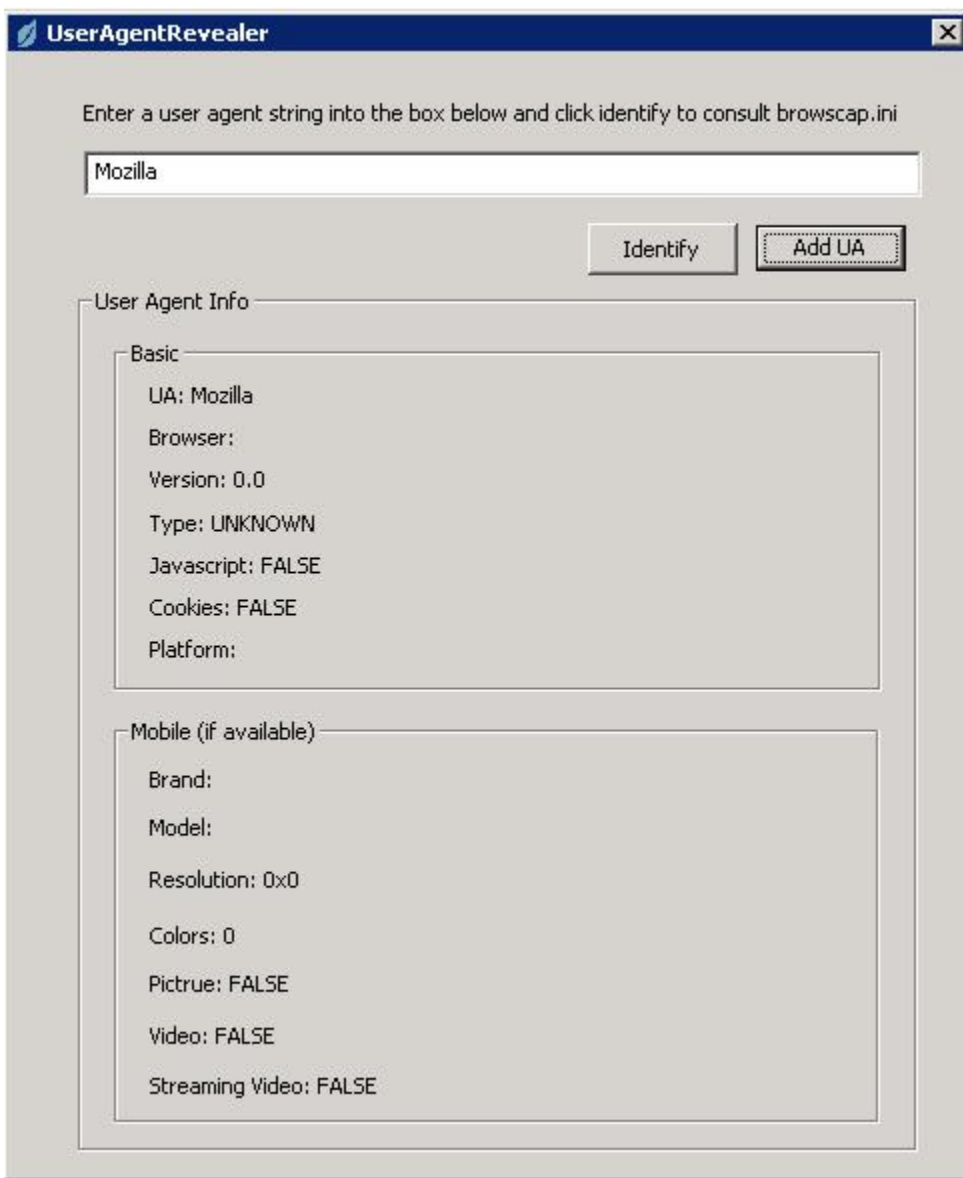 UserAgentRevealer
Enter a user agent string into the box below and click identify to consult browscap.ini
Mozilla
Identify Add UA
User Agent Info
Basic
UA: Mozilla
Browser:
Version: 0.0
Type: UNKNOWN
Javascript: FALSE
Cookies: FALSE
Platform:
Mobile (if available)
Brand:
Model:
Resolution: 0x0
Colors: 0
Pictrue: FALSE
Video: FALSE
Streaming Video: FALSE